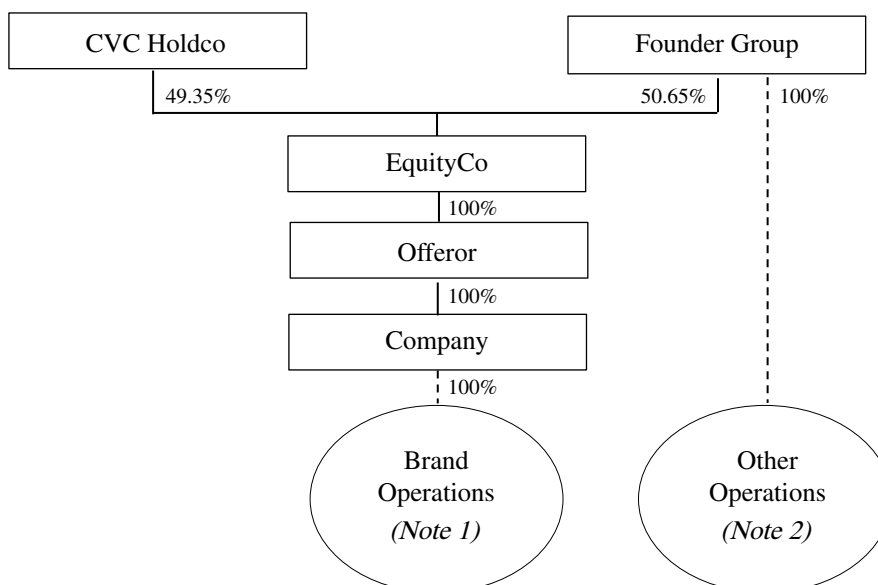 CVC Holdco
Founder Group
49.35%
50.65%
100%
EquityCo
100%
Offeror
100%
Company
100%
Brand
Operations
(Note 1)
Other
Operations
(Note 2)